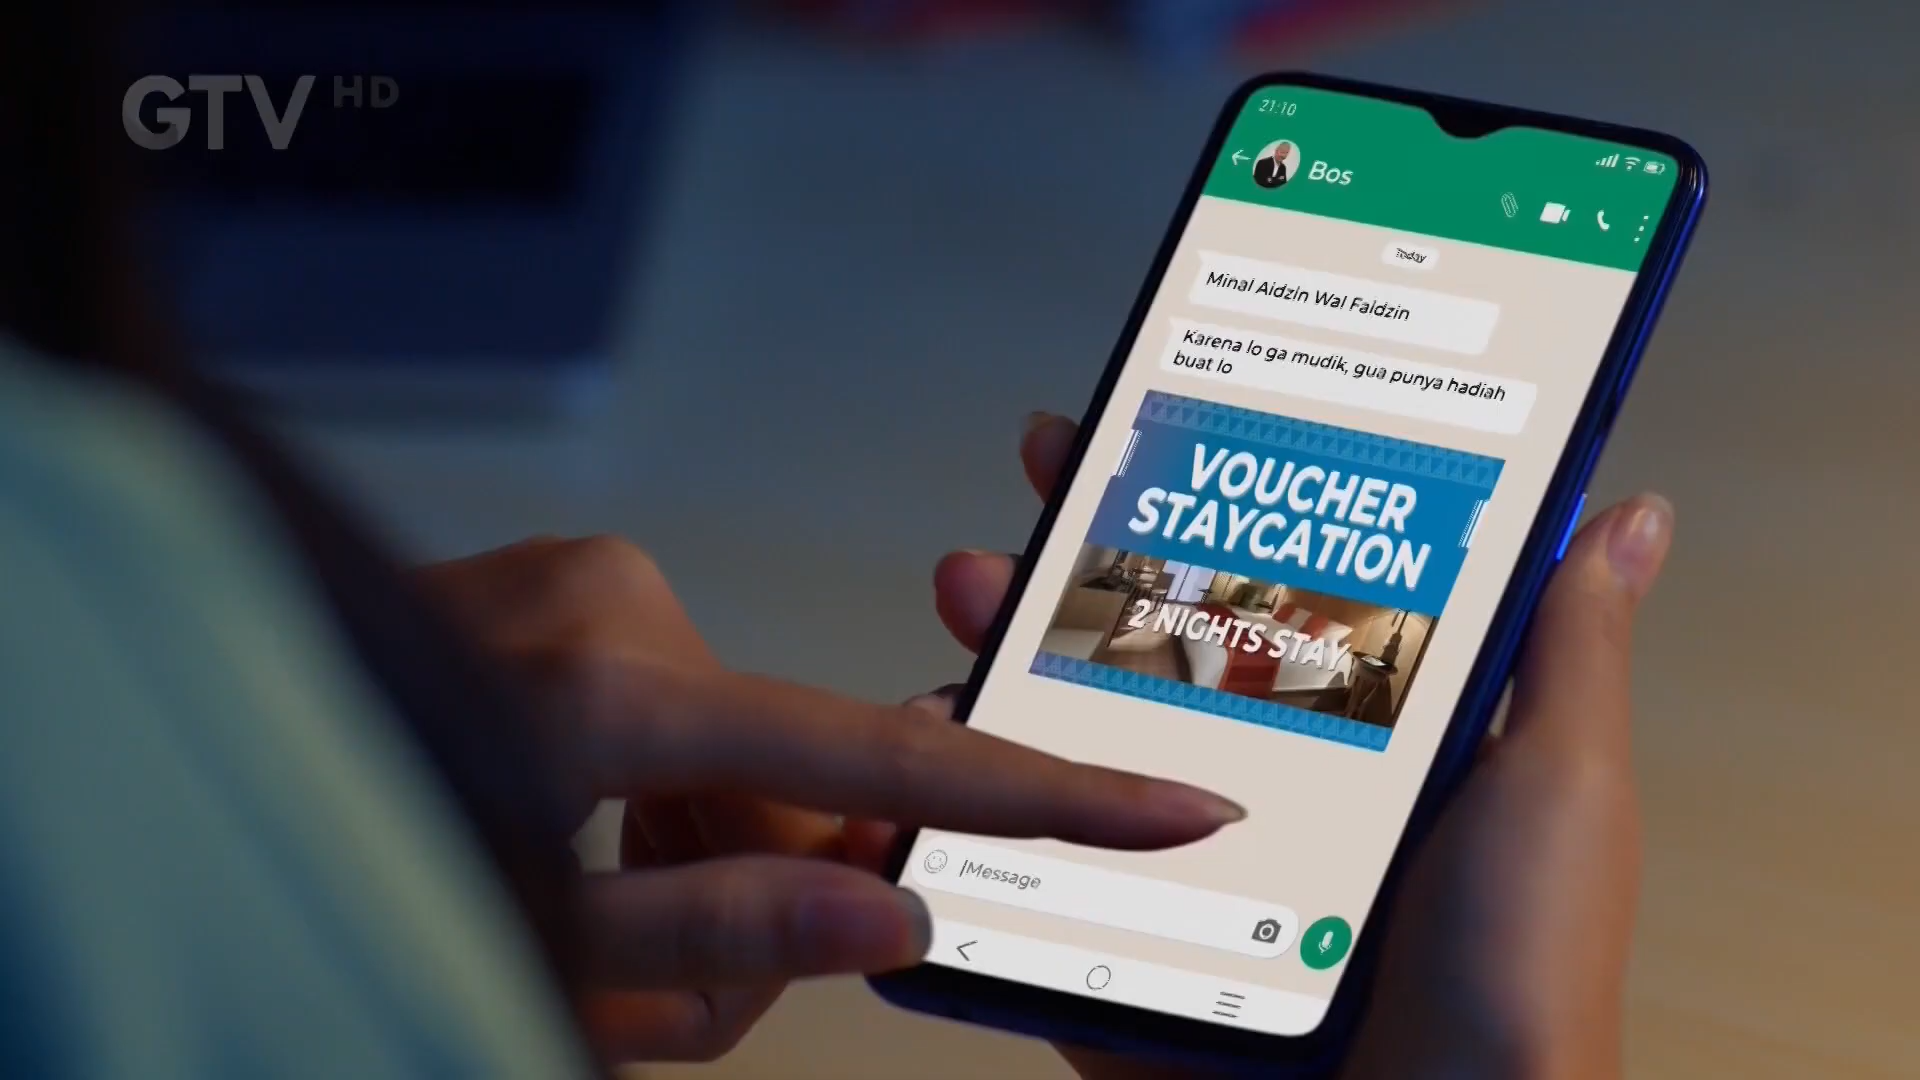 GTV HD
21:10
Bos
Today
Minal Aidzin Wal Faidzin
Karena lo ga mudik, gua punya hadiah
buat lo
VOUCHER
STAYCATION
2 NIGHTS STAY
Message